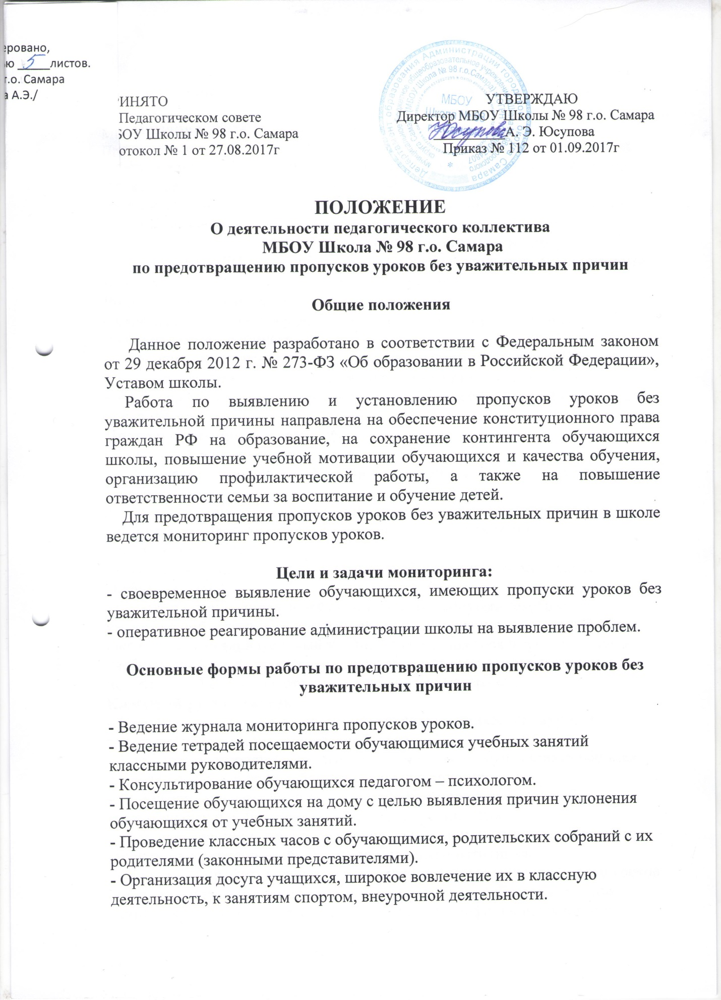 еровано,
ю 5 листов.
г.о. Самара
а А.Э./
ИНЯТО
Педагогическом совете
БОУ Школы № 98 г.о. Самара
отокол № 1 от 27.08.2017г
УТВЕРЖДАЮ
Директор МБОУ Школы № 98 г.о. Самара
Юсупова А. Э. Юсупова
Приказ № 112 от 01.09.2017г
МБОУ
ПОЛОЖЕНИЕ
О деятельности педагогического коллектива
МБОУ Школа № 98 г.о. Самара
по предотвращению пропусков уроков без уважительных причин
Общие положения
Данное положение разработано в соответствии с Федеральным законом
от 29 декабря 2012 г. № 273-ФЗ «Об образовании в Российской Федерации»,
Уставом школы.
Работа по выявлению и установлению пропусков уроков без
уважительной причины направлена на обеспечение конституционного права
граждан РФ на образование, на сохранение контингента обучающихся
школы, повышение учебной мотивации обучающихся и качества обучения,
организацию профилактической работы, а также на повышение
ответственности семьи за воспитание и обучение детей.
Для предотвращения пропусков уроков без уважительных причин в школе
ведется мониторинг пропусков уроков.
Цели и задачи мониторинга:
- своевременное выявление обучающихся, имеющих пропуски уроков без
уважительной причины.
- оперативное реагирование администрации школы на выявление проблем.
Основные формы работы по предотвращению пропусков уроков без
уважительных причин
- Ведение журнала мониторинга пропусков уроков.
- Ведение тетрадей посещаемости обучающимися учебных занятий
классными руководителями.
- Консультирование обучающихся педагогом – психологом.
- Посещение обучающихся на дому с целью выявления причин уклонения
обучающихся от учебных занятий.
- Проведение классных часов с обучающимися, родительских собраний с их
родителями (законными представителями).
- Организация досуга учащихся, широкое вовлечение их в классную
деятельность, к занятиям спортом, внеурочной деятельности.